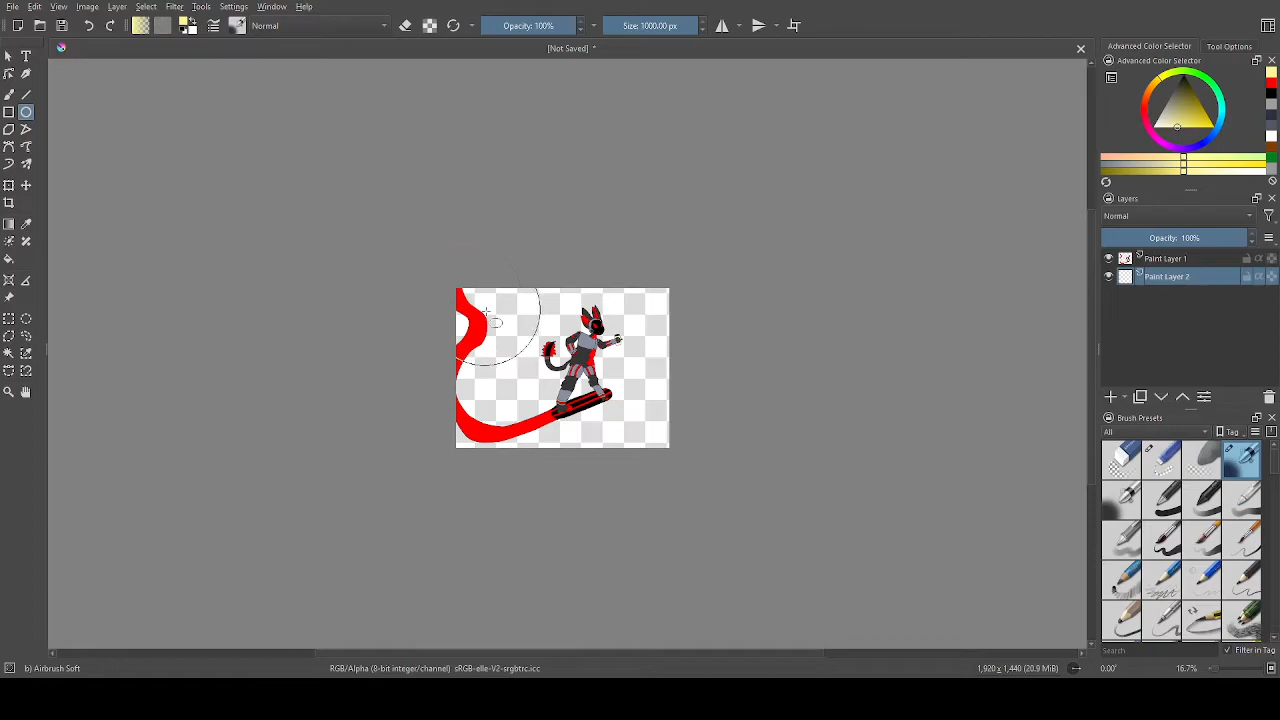 File Edit View Image Layer Select Filter Tools Settings Window Help
Normal Opacity: 100% Size: 1000.00 px
[Not Saved] *
Advanced Color Selector Tool Options
Advanced Color Selector
Layers
Normal
Opacity: 100%
Paint Layer 1
Paint Layer 2
Brush Presets
All Tag
Search Filter in Tag
b) Airbrush Soft RGB/Alpha (8-bit integer/channel) sRGB-elle-V2-srgbtrc.icc 1,920 x 1,440 (20.9 MiB) 0.00° 16.7%